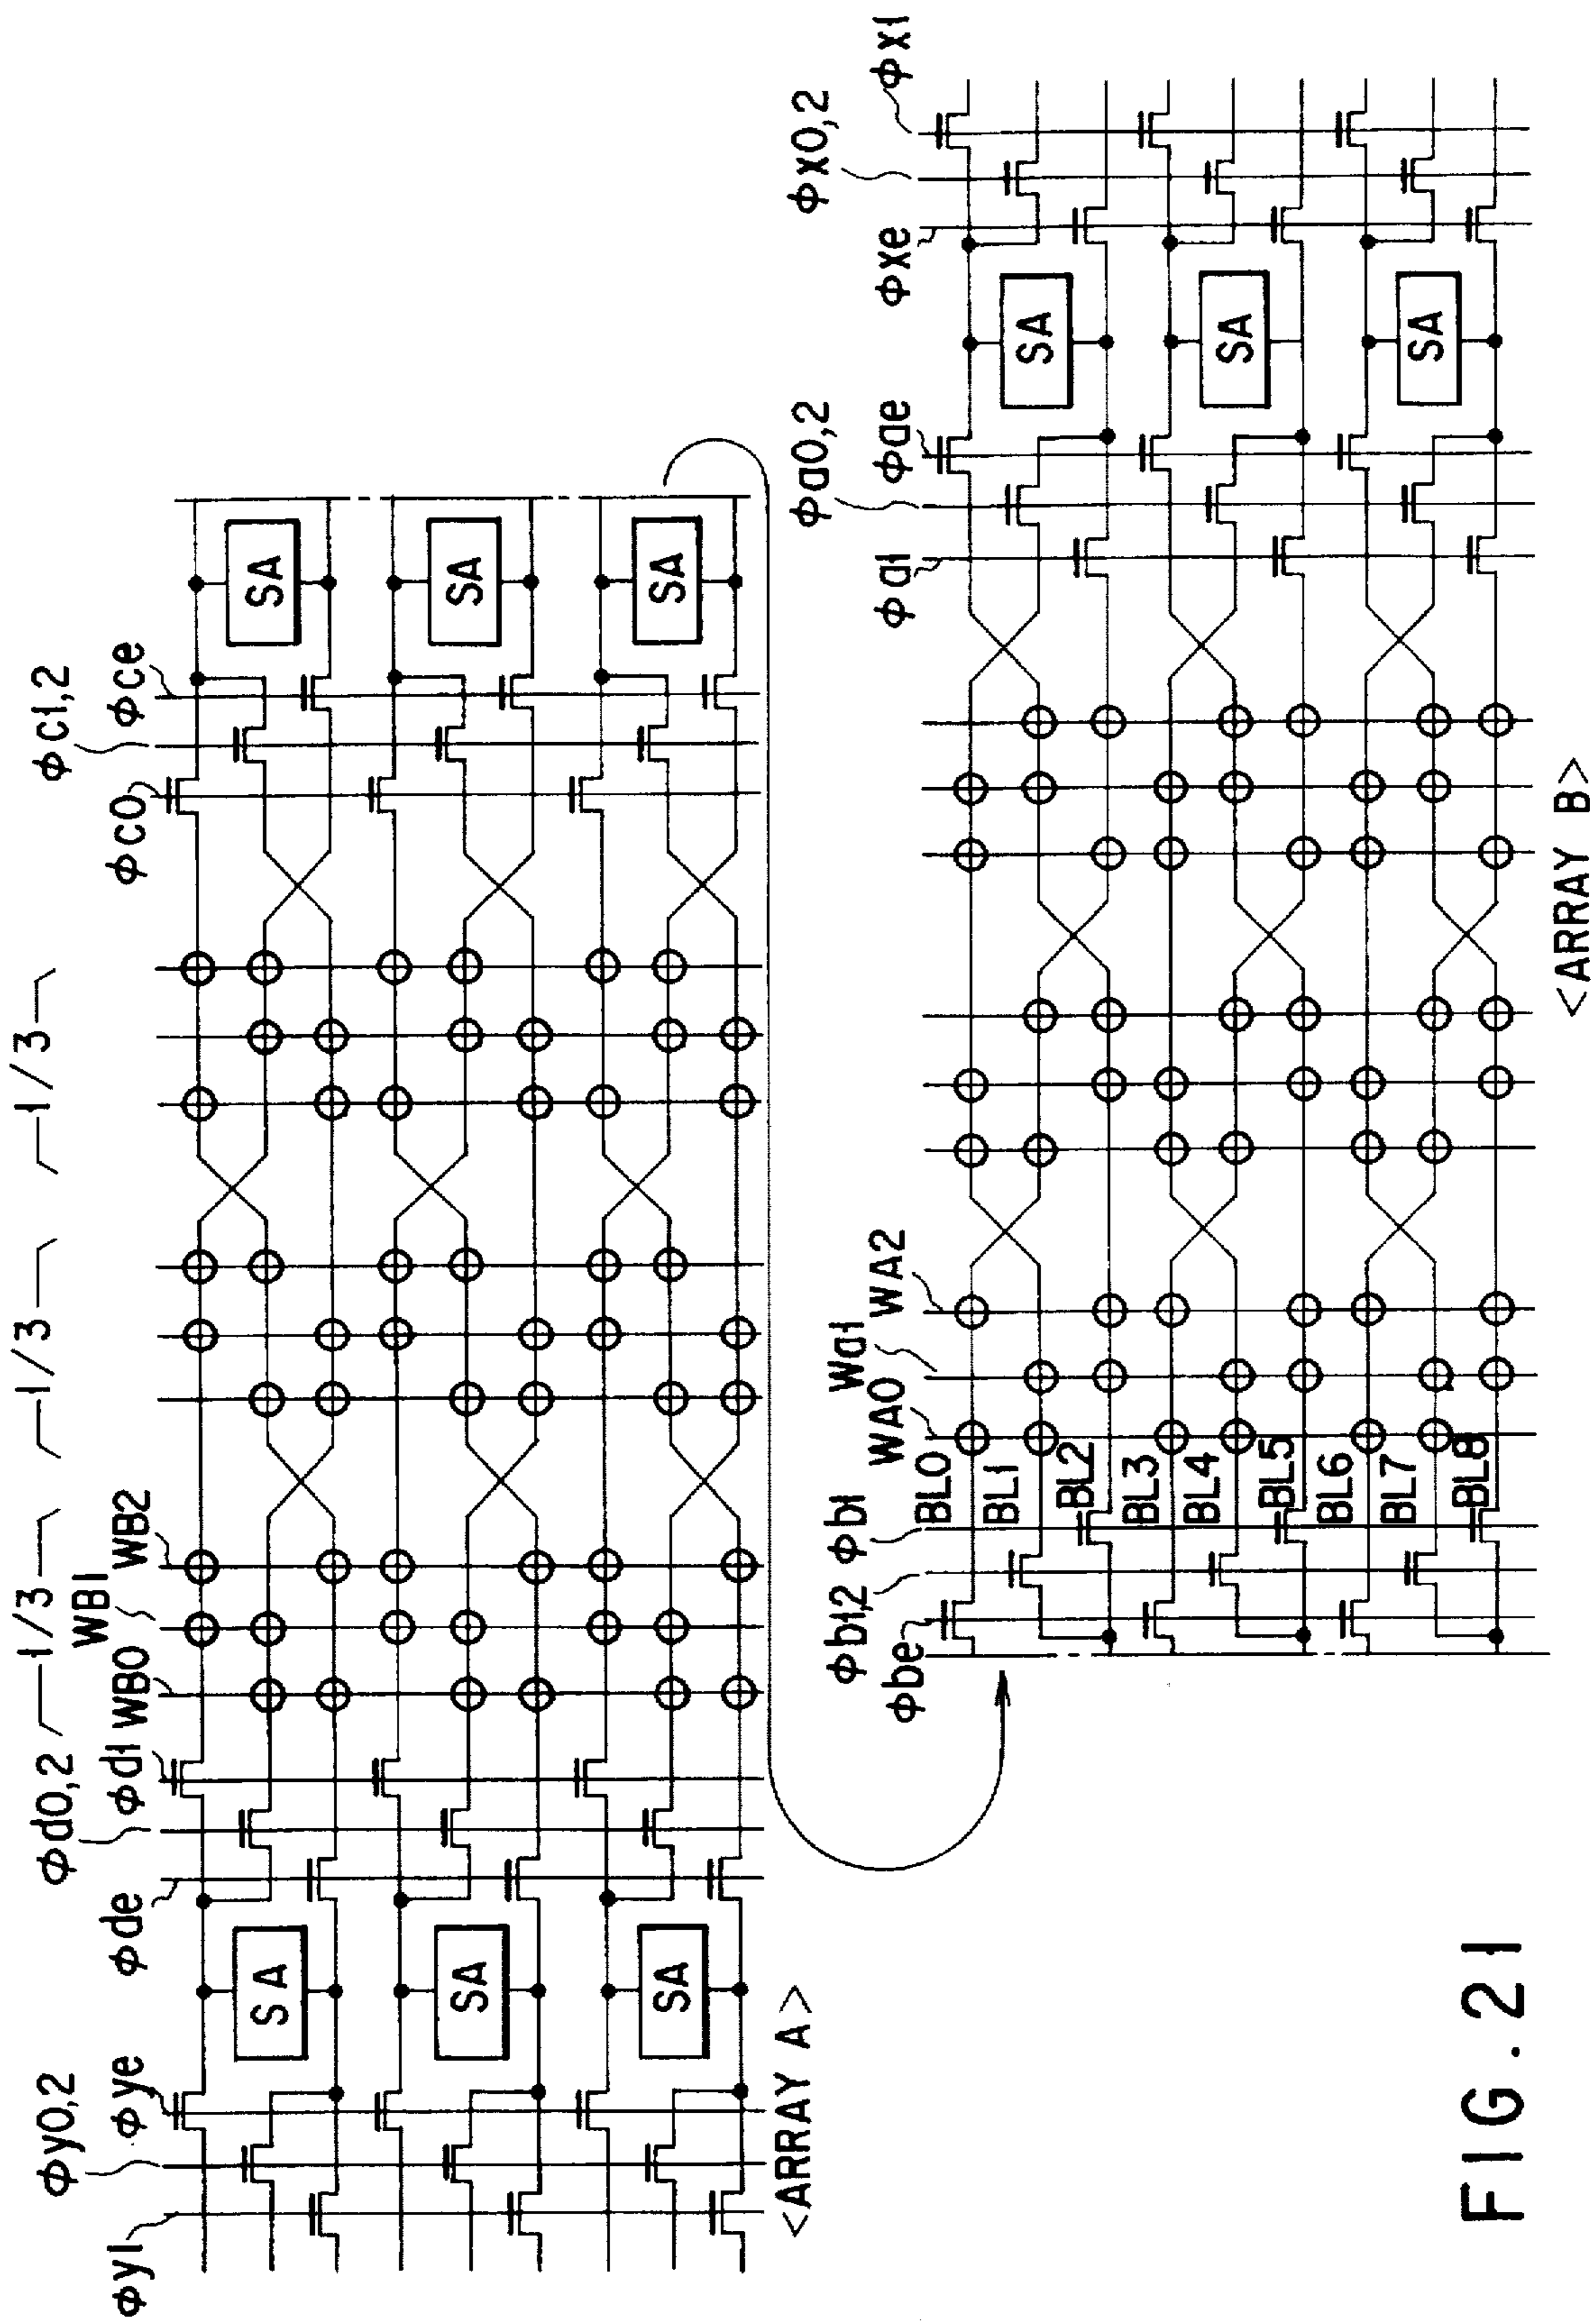 1/3
1/3
1/3
φy1
φy0,2
φye
φde
φd0,2
φd1
WB0
WB1
WB2
φc0
φc1,2
φce
SA
SA
SA
SA
SA
SA
<ARRAY A>
φbe
φb1,2
φb1
BL0
BL1
BL2
BL3
BL4
BL5
BL6
BL7
BL8
WA0
Wa1
WA2
φa1
φa0,2
φae
φxe
φx0,2
φx1
SA
SA
SA
<ARRAY B>
FIG. 21